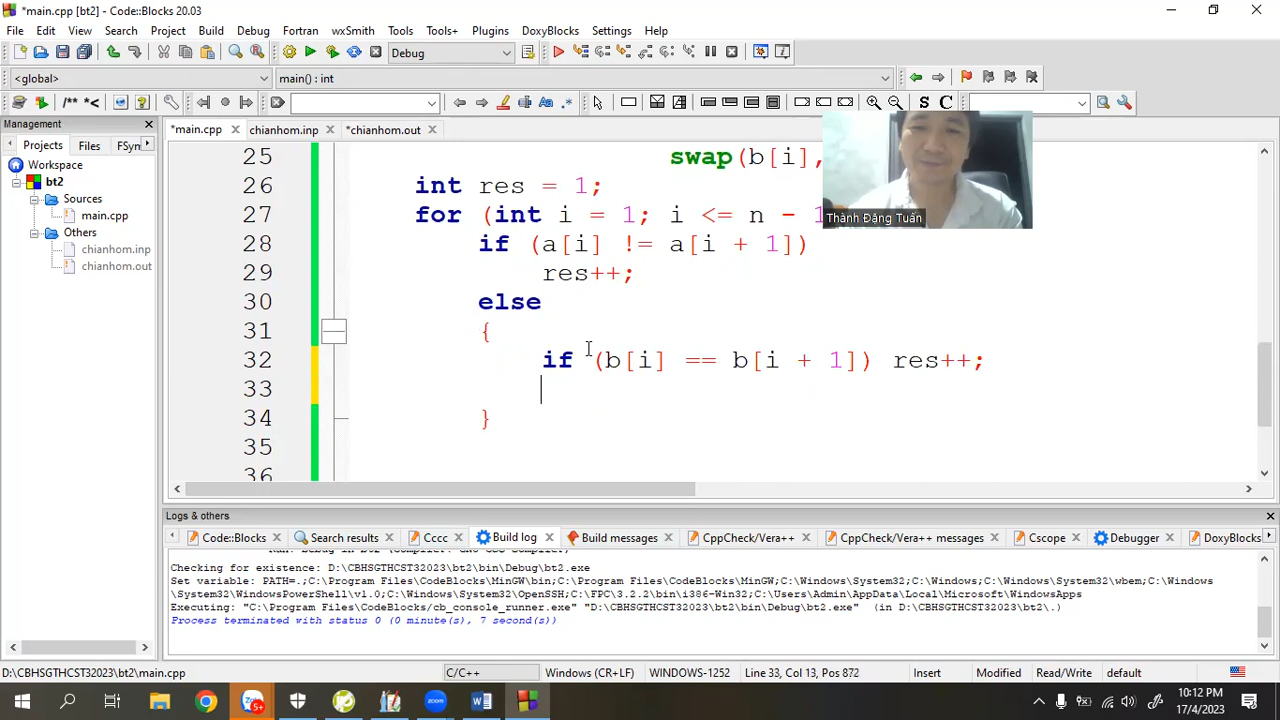 *main.cpp [bt2] - Code::Blocks 20.03
File Edit View Search Project Build Debug Fortran wxSmith Tools Tools+ Plugins DoxyBlocks Settings Help
Debug
<global> main() : int
/** *< S C
Management
Projects Files FSyn
Workspace
bt2
Sources
main.cpp
Others
chianhom.inp
chianhom.out
*main.cpp chianhom.inp *chianhom.out
25 swap(b[i],
26 int res = 1;
27 for (int i = 1; i <= n - 1
28 if (a[i] != a[i + 1])
29 res++;
30 else
31 {
32 if (b[i] == b[i + 1]) res++;
33
34 }
35
36
Thành Đặng Tuấn
Logs & others
Code::Blocks Search results Cccc Build log Build messages CppCheck/Vera++ CppCheck/Vera++ messages Cscope Debugger DoxyBlocks
Checking for existence: D:\CBHSGTHCST32023\bt2\bin\Debug\bt2.exe
Set variable: PATH=.;C:\Program Files\CodeBlocks\MinGW\bin;C:\Program Files\CodeBlocks\MinGW;C:\Windows\System32;C:\Windows;C:\Windows\System32\wbem;C:\Windows
\System32\WindowsPowerShell\v1.0;C:\Windows\System32\OpenSSH;C:\FPC\3.2.2\bin\i386-Win32;C:\Users\Admin\AppData\Local\Microsoft\WindowsApps
Executing: "C:\Program Files\CodeBlocks/cb_console_runner.exe" "D:\CBHSGTHCST32023\bt2\bin\Debug\bt2.exe" (in D:\CBHSGTHCST32023\bt2\.)
Process terminated with status 0 (0 minute(s), 7 second(s))
D:\CBHSGTHCST32023\bt2\main.cpp C/C++ Windows (CR+LF) WINDOWS-1252 Line 33, Col 13, Pos 872 Insert Modified Read/Write default
5+ zoom
10:12 PM
17/4/2023